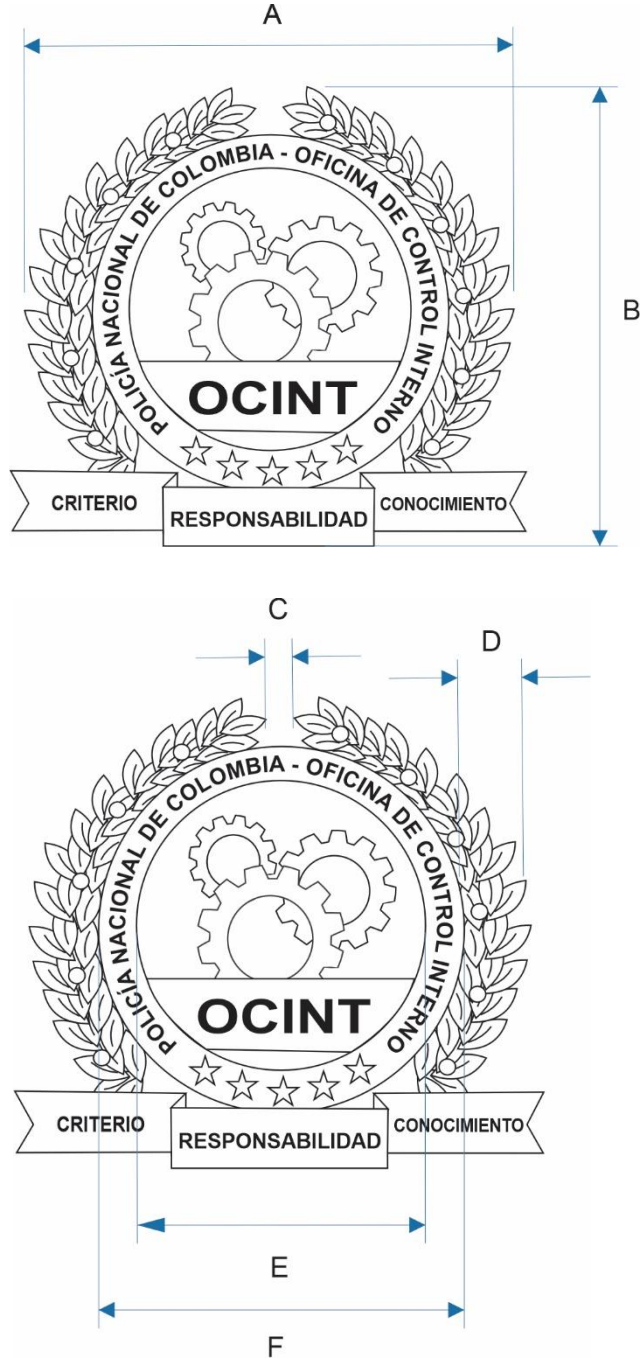 A
B
POLICÍA NACIONAL DE COLOMBIA - OFICINA DE CONTROL INTERNO
OCINT
CRITERIO
RESPONSABILIDAD
CONOCIMIENTO
C
D
POLICÍA NACIONAL DE COLOMBIA - OFICINA DE CONTROL INTERNO
OCINT
CRITERIO
RESPONSABILIDAD
CONOCIMIENTO
E
F